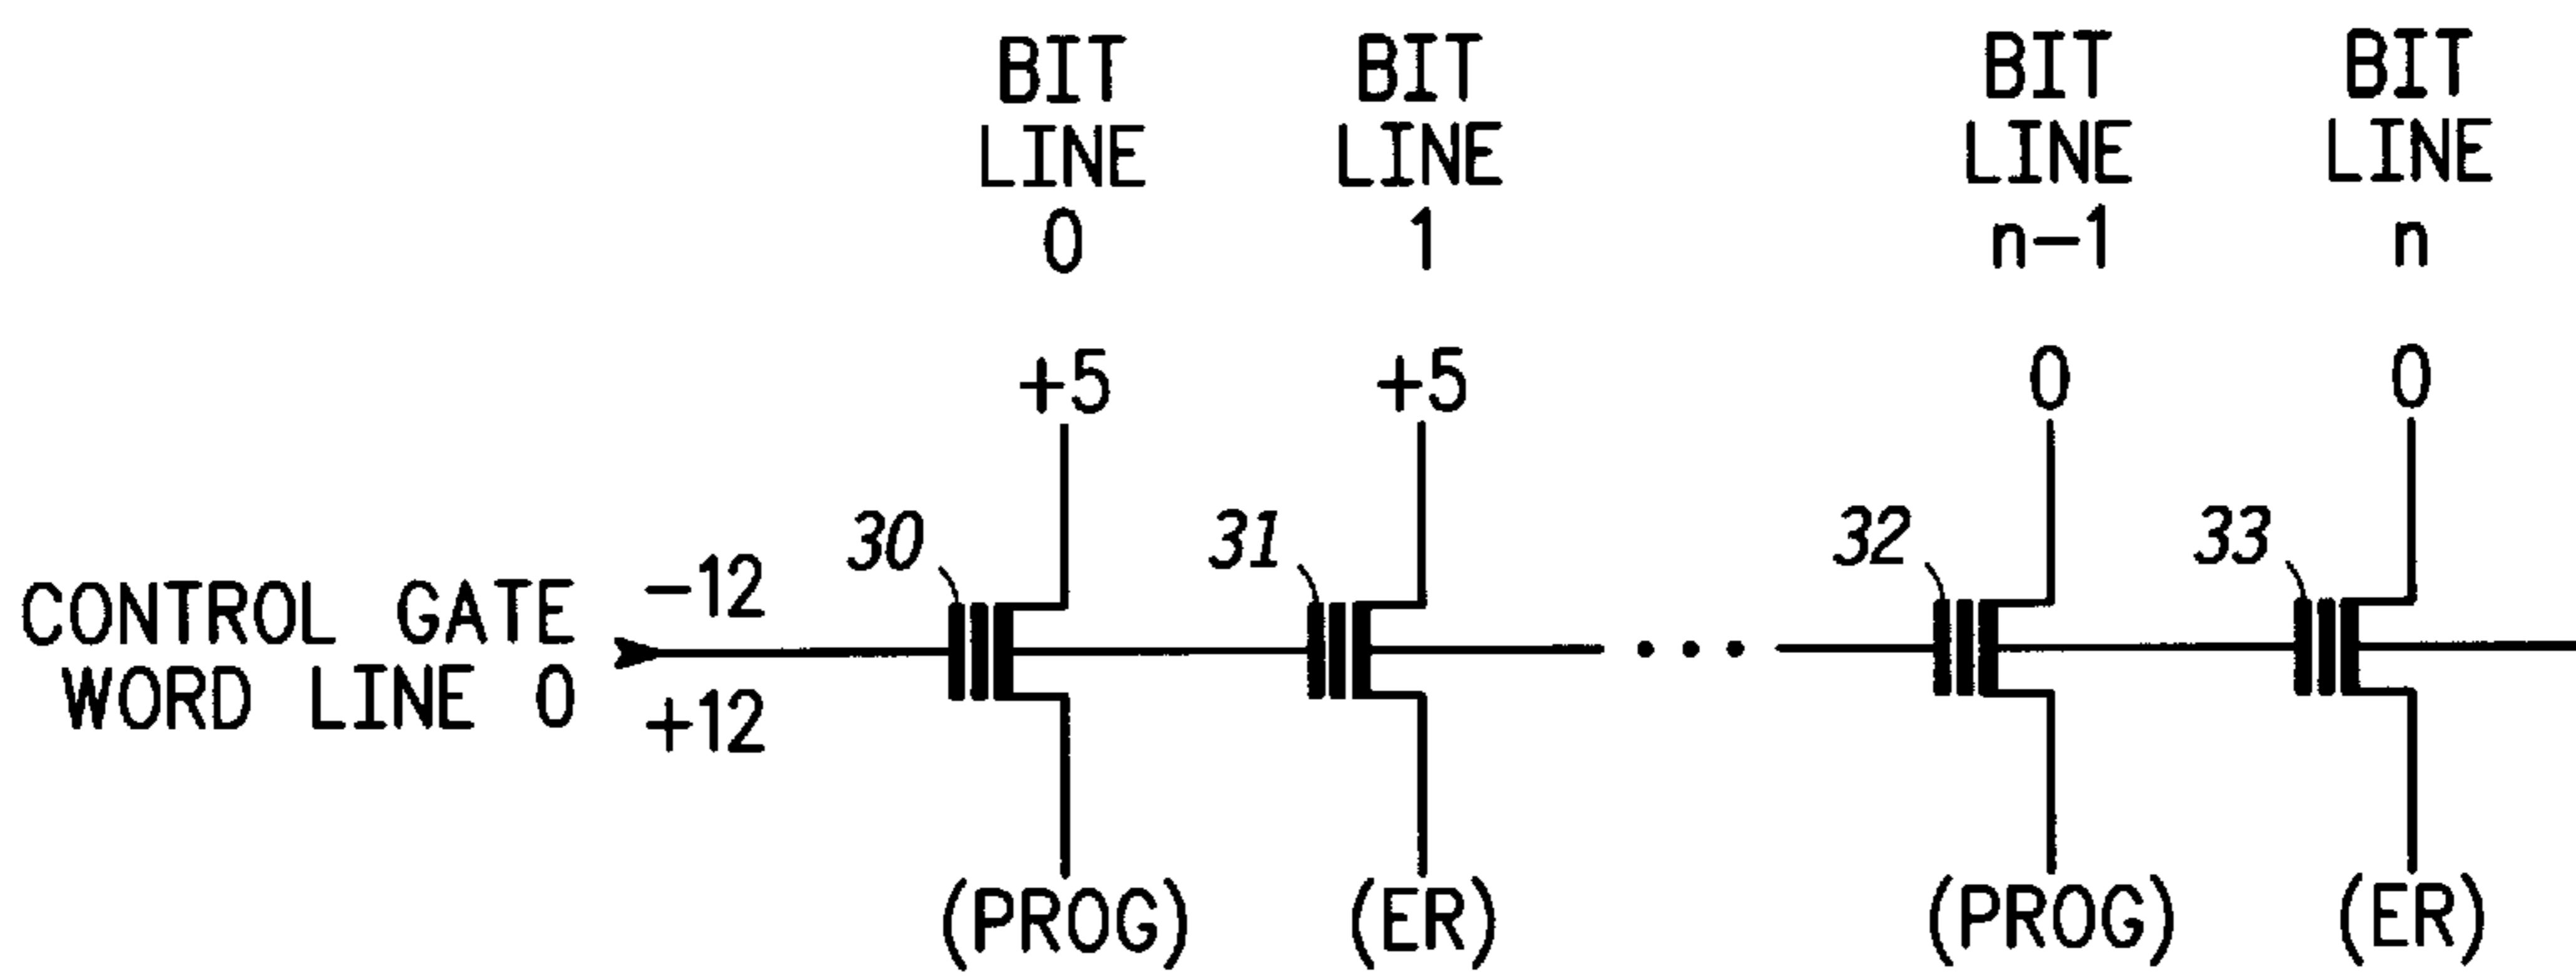 BIT BIT BIT BIT
LINE LINE LINE LINE
0 1 n-1 n
+5 +5 0 0
30 31 32 33
-12
CONTROL GATE
WORD LINE 0
+12
(PROG) (ER) (PROG) (ER)